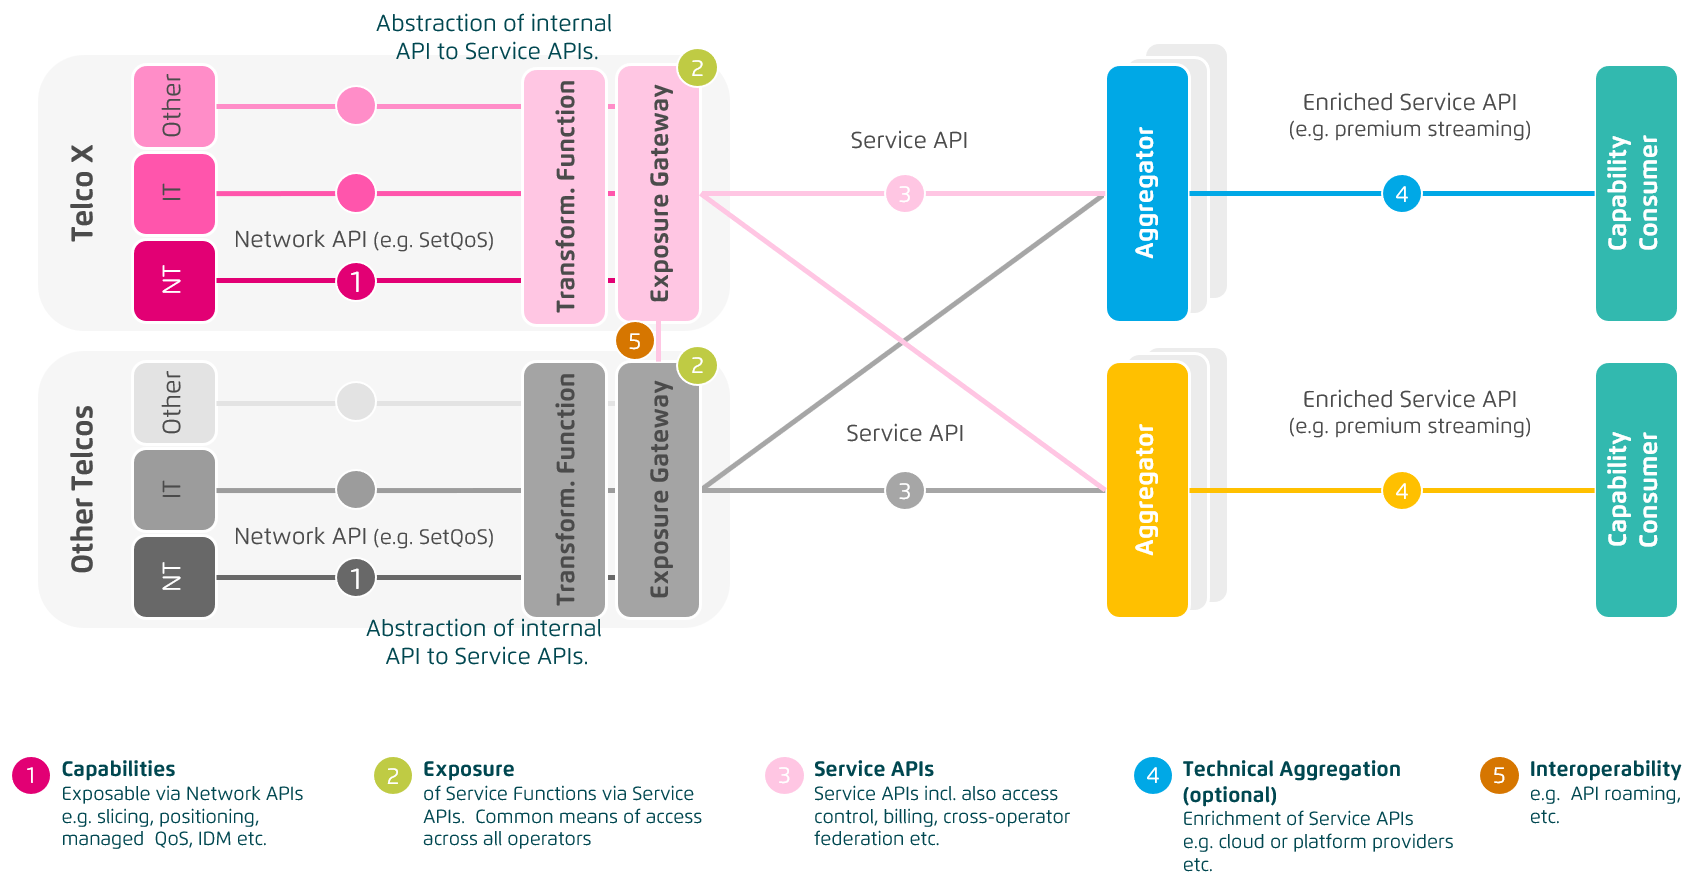 Abstraction of internal
API to Service APIs.
2
Telco X
Other
IT
NT
Network API (e.g. SetQoS)
1
Transform. Function
Exposure Gateway
Service API
3
Aggregator
Enriched Service API
(e.g. premium streaming)
4
Capability
Consumer
5
2
Other Telcos
Other
IT
NT
Network API (e.g. SetQoS)
1
Transform. Function
Exposure Gateway
Service API
3
Aggregator
Enriched Service API
(e.g. premium streaming)
4
Capability
Consumer
Abstraction of internal
API to Service APIs.
1
Capabilities
Exposable via Network APIs
e.g. slicing, positioning,
managed QoS, IDM etc.
2
Exposure
of Service Functions via Service
APIs. Common means of access
across all operators
3
Service APIs
Service APIs incl. also access
control, billing, cross-operator
federation etc.
4
Technical Aggregation
(optional)
Enrichment of Service APIs
e.g. cloud or platform providers
etc.
5
Interoperability
e.g. API roaming,
etc.